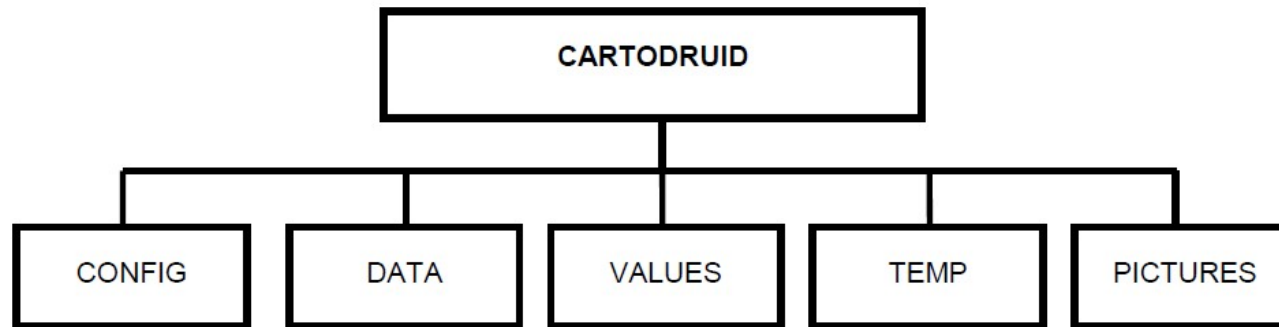 CARTODRUID
CONFIG DATA VALUES TEMP PICTURES